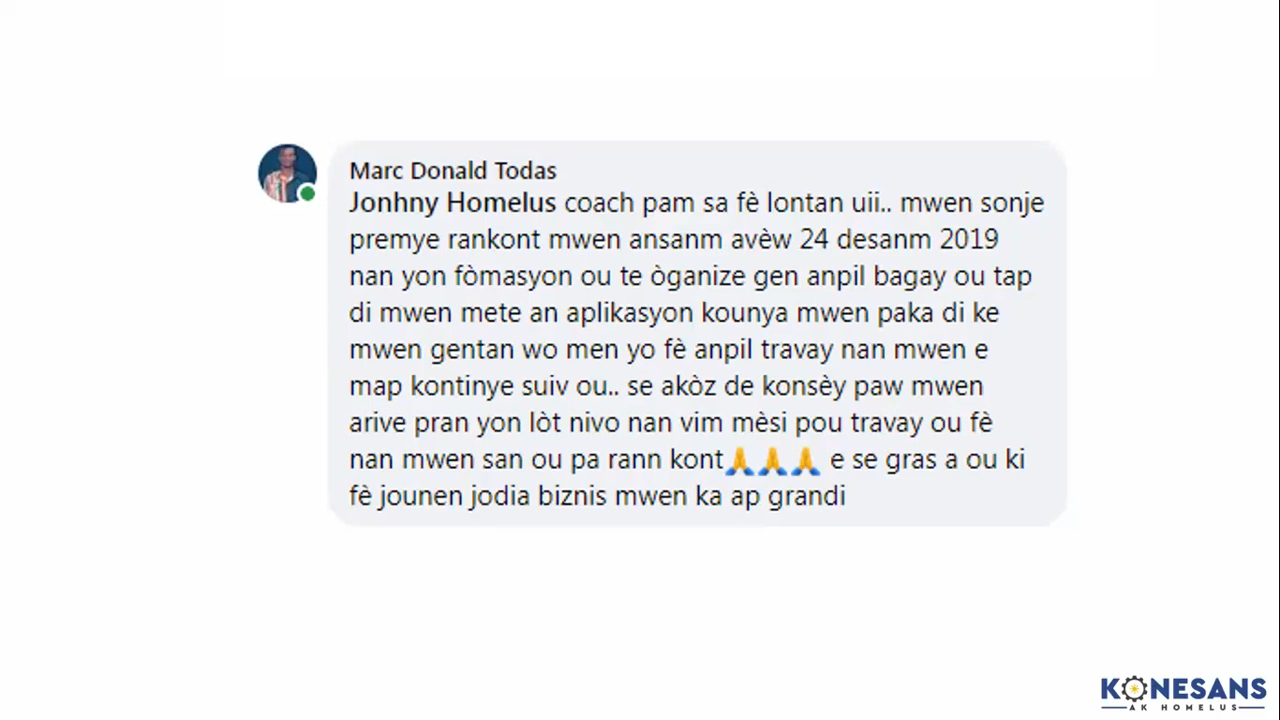 Marc Donald Todas
Jonhny Homelus coach pam sa fè lontan uii.. mwen sonje
premye rankont mwen ansanm avèw 24 desanm 2019
nan yon fòmasyon ou te òganize gen anpil bagay ou tap
di mwen mete an aplikasyon kounya mwen paka di ke
mwen gentan wo men yo fè anpil travay nan mwen e
map kontinye suiv ou.. se akòz de konsèy paw mwen
arive pran yon lòt nivo nan vim mèsi pou travay ou fè
nan mwen san ou pa rann kont🙏🙏🙏 e se gras a ou ki
fè jounen jodia biznis mwen ka ap grandi
KONESANS
AK HOMELUS